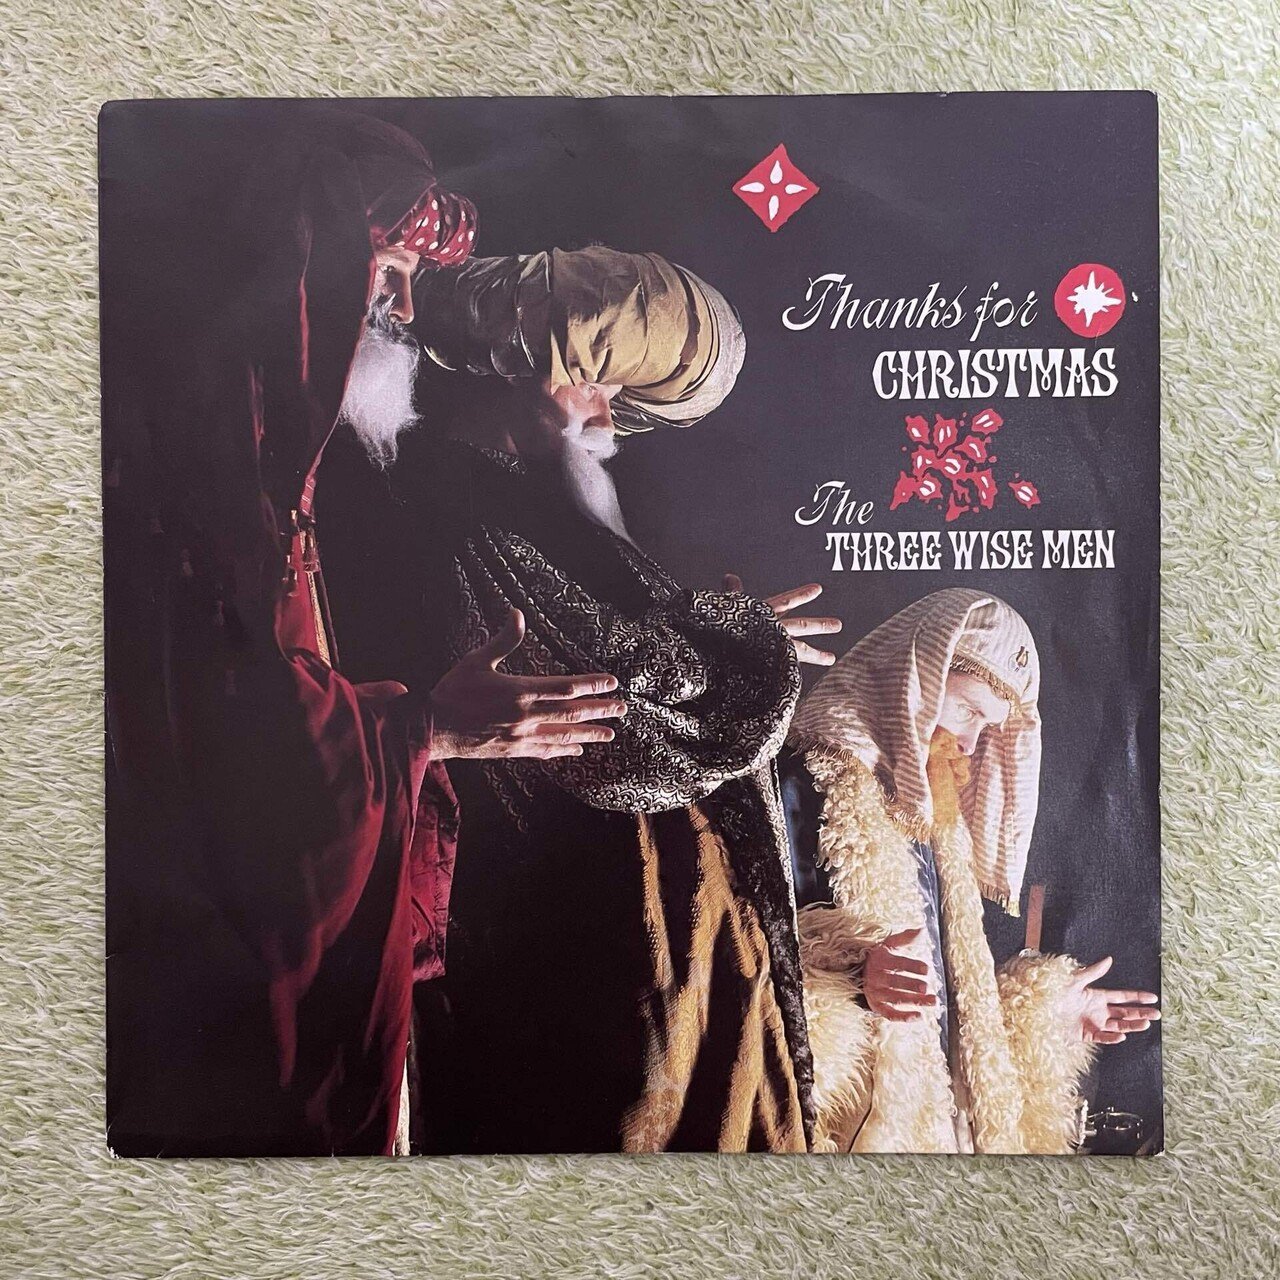 Thanks for
CHRISTMAS
The
THREE WISE MEN